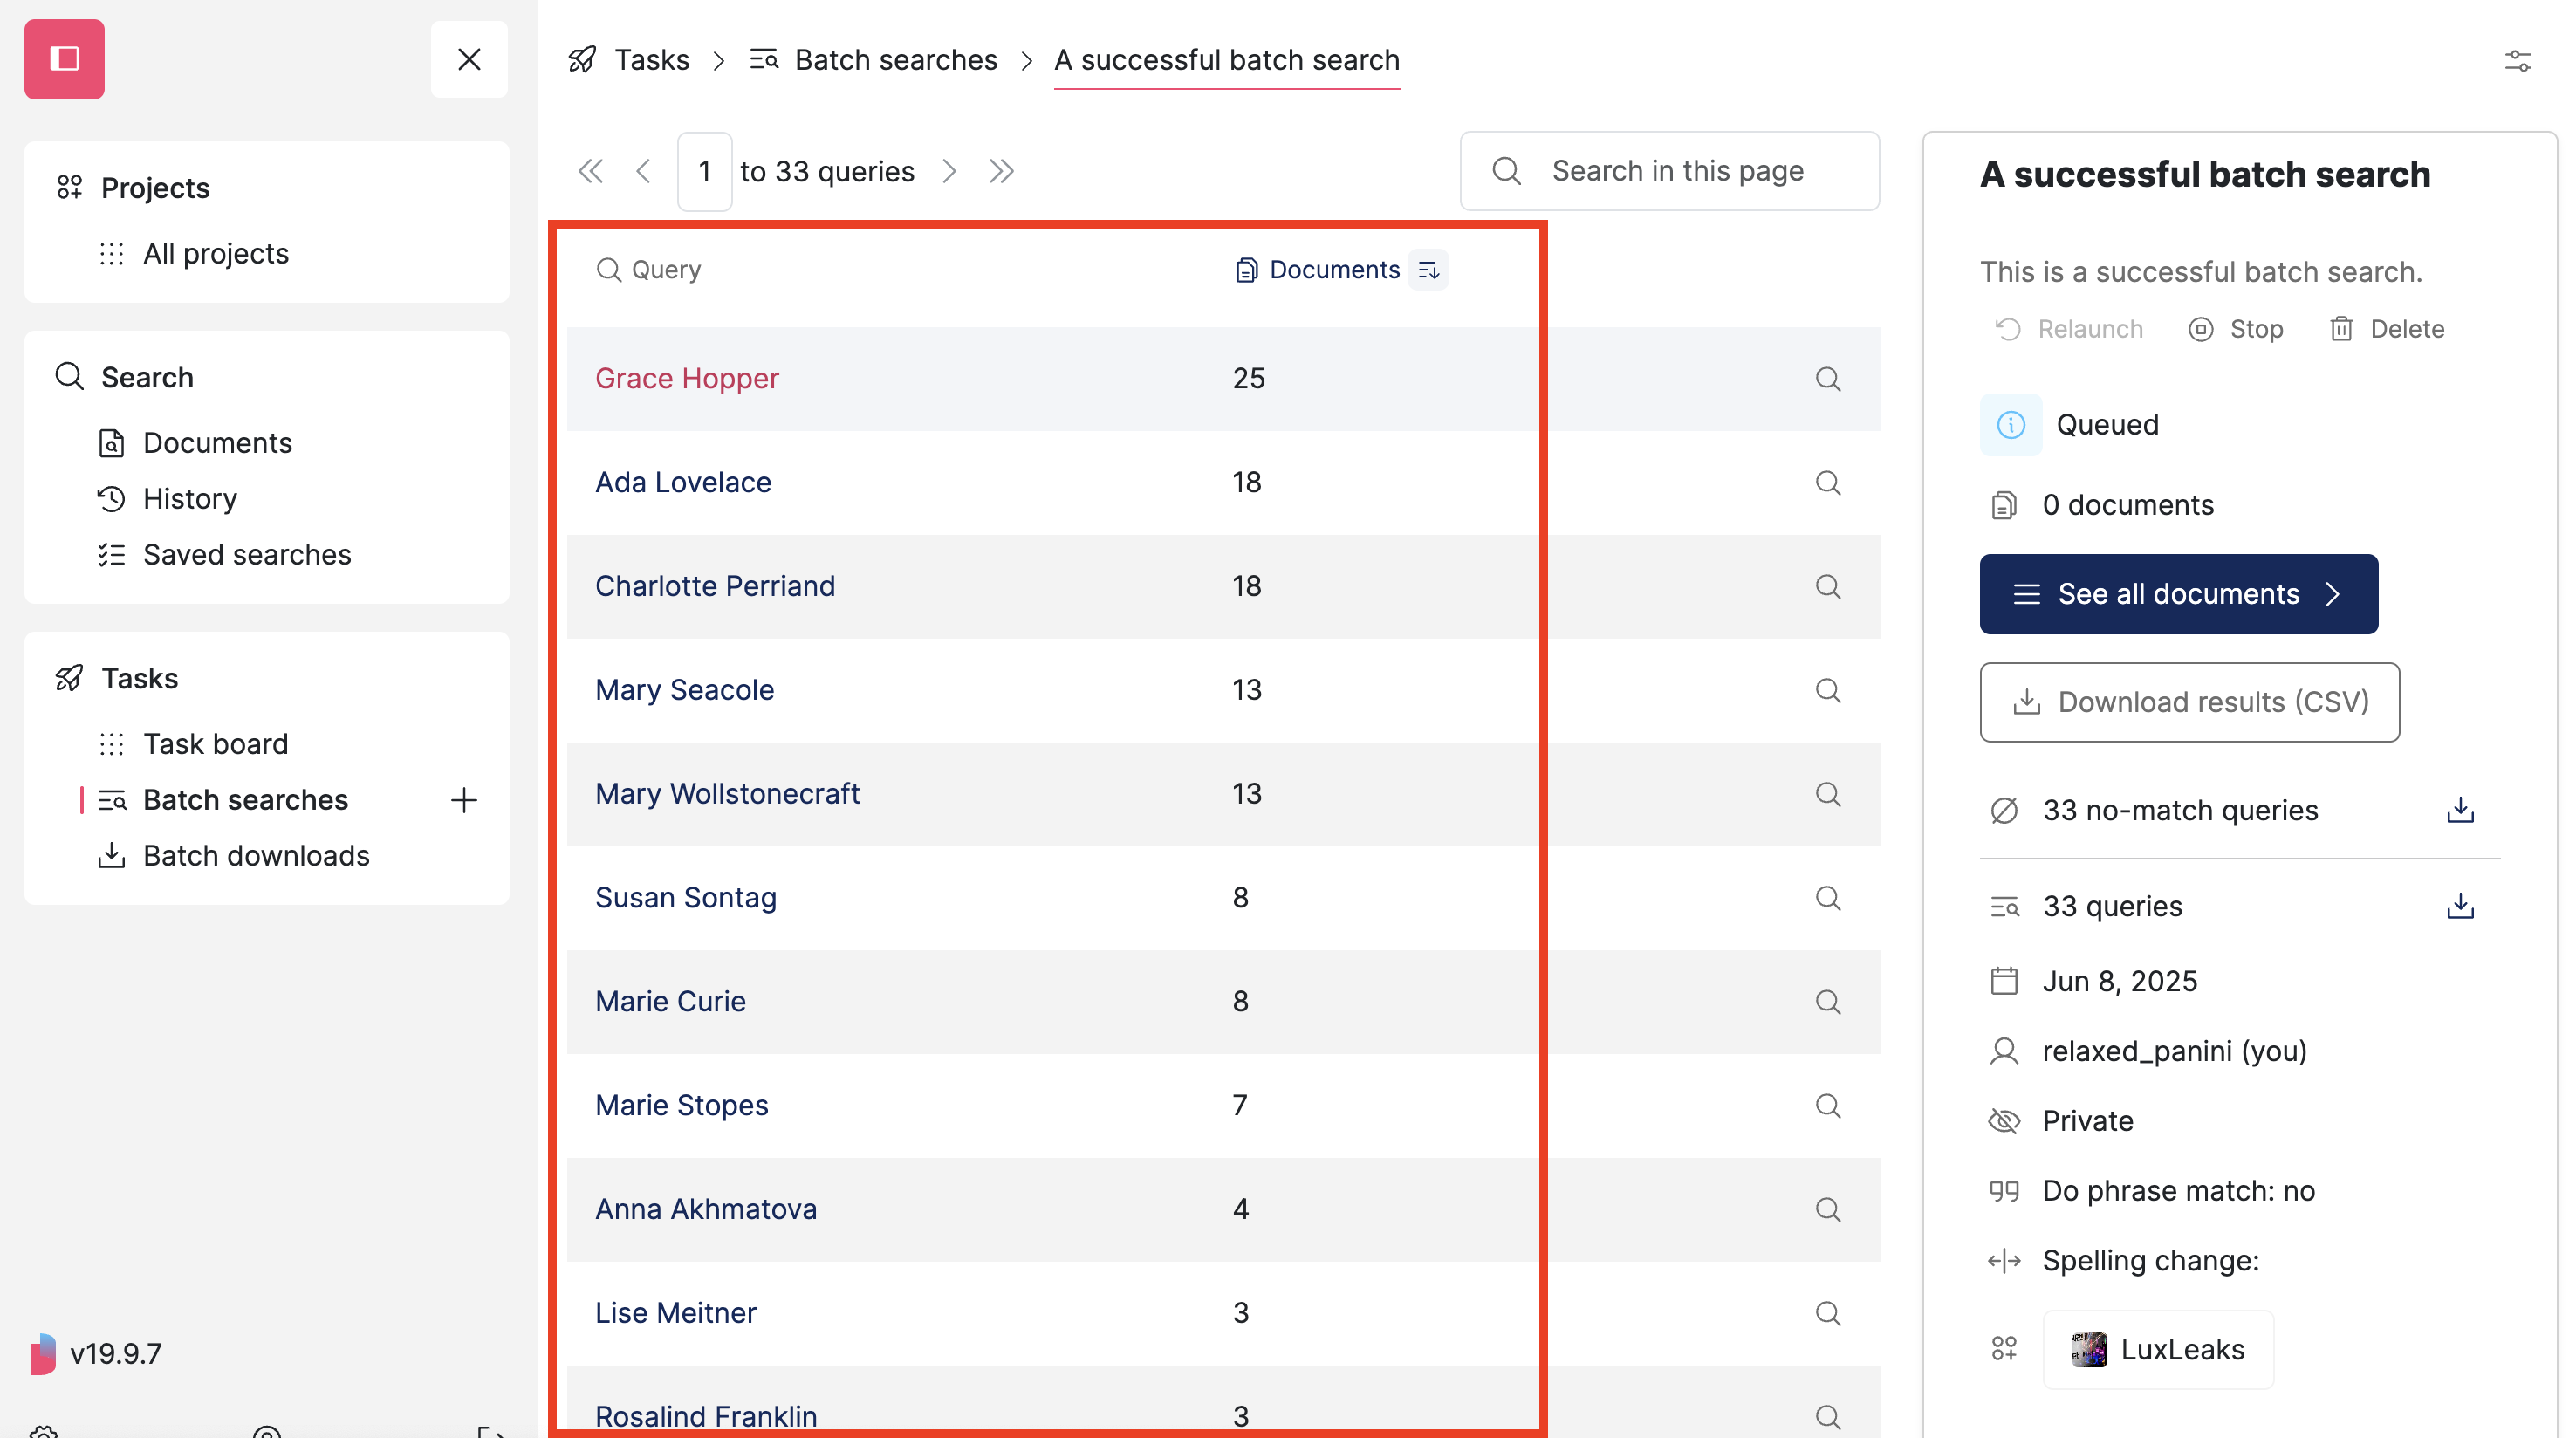 Projects
All projects
Search
Documents
History
Saved searches
Tasks
Task board
Batch searches
Batch downloads
v19.9.7
Tasks > Batch searches > A successful batch search
1 to 33 queries
Search in this page
Query Documents
Grace Hopper 25
Ada Lovelace 18
Charlotte Perriand 18
Mary Seacole 13
Mary Wollstonecraft 13
Susan Sontag 8
Marie Curie 8
Marie Stopes 7
Anna Akhmatova 4
Lise Meitner 3
Rosalind Franklin 3
A successful batch search
This is a successful batch search.
Relaunch Stop Delete
Queued
0 documents
See all documents
Download results (CSV)
33 no-match queries
33 queries
Jun 8, 2025
relaxed_panini (you)
Private
Do phrase match: no
Spelling change:
LuxLeaks